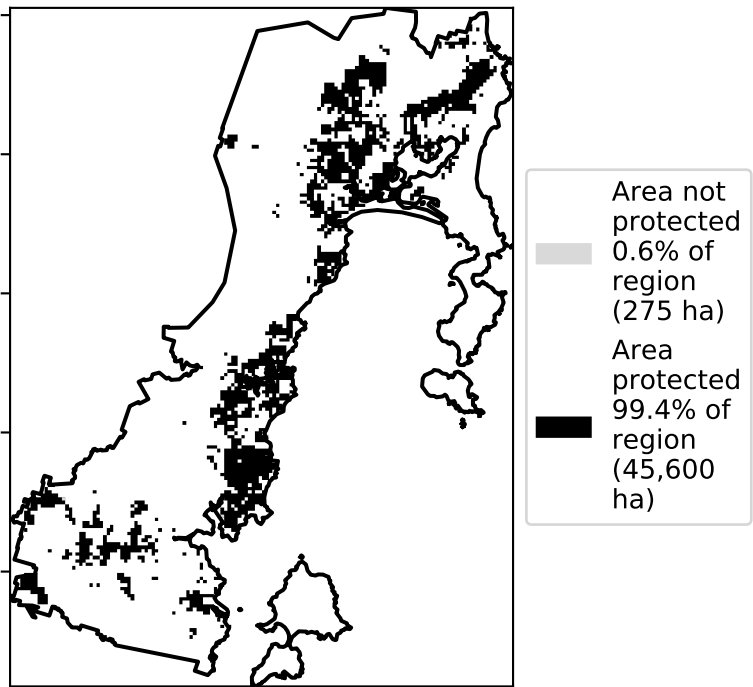 Area not
protected
0.6% of
region
(275 ha)
Area
protected
99.4% of
region
(45,600
ha)